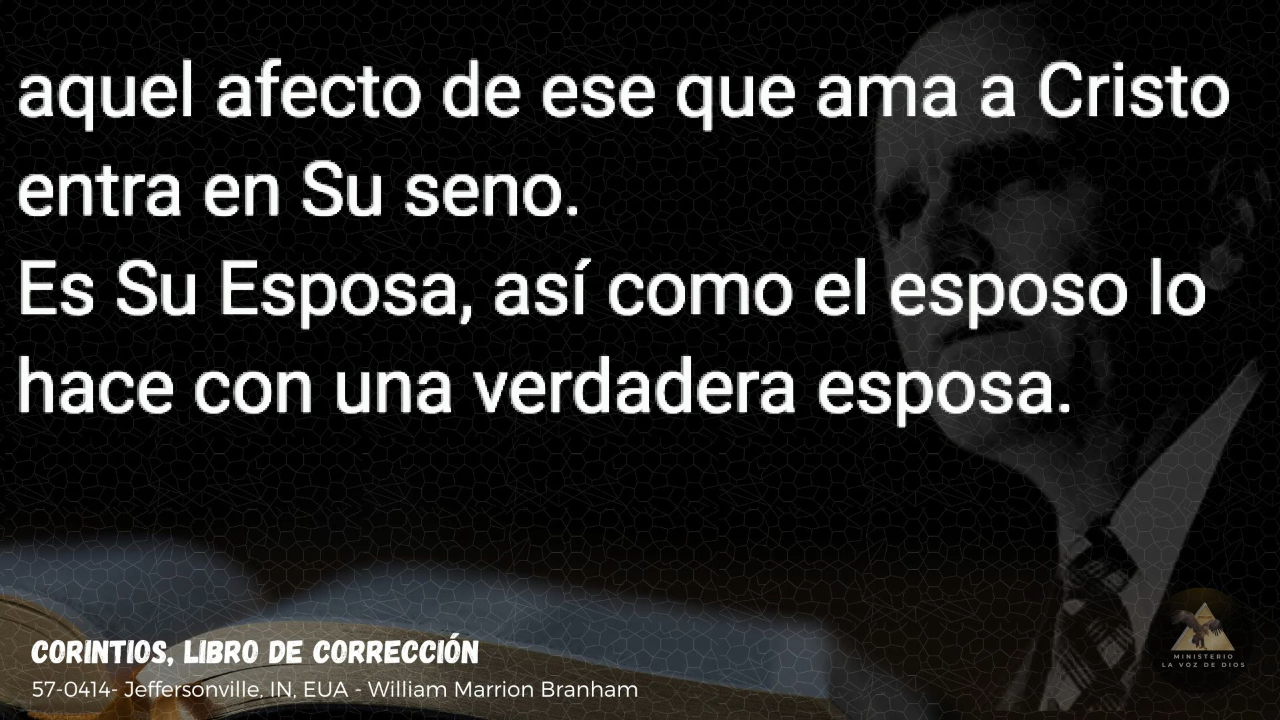 aquel afecto de ese que ama a Cristo
entra en Su seno.
Es Su Esposa, así como el esposo lo
hace con una verdadera esposa.
CORINTIOS, LIBRO DE CORRECCIÓN
57-0414- Jeffersonville, IN, EUA - William Marrion Branham
MINISTERIO
LA VOZ DE DIOS